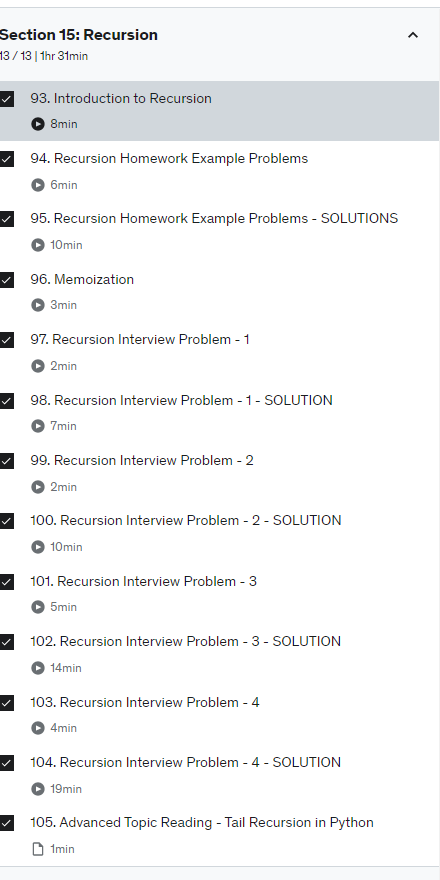 Section 15: Recursion
13 / 13 | 1hr 31min
93. Introduction to Recursion
8min
94. Recursion Homework Example Problems
6min
95. Recursion Homework Example Problems - SOLUTIONS
10min
96. Memoization
3min
97. Recursion Interview Problem - 1
2min
98. Recursion Interview Problem - 1 - SOLUTION
7min
99. Recursion Interview Problem - 2
2min
100. Recursion Interview Problem - 2 - SOLUTION
10min
101. Recursion Interview Problem - 3
5min
102. Recursion Interview Problem - 3 - SOLUTION
14min
103. Recursion Interview Problem - 4
4min
104. Recursion Interview Problem - 4 - SOLUTION
19min
105. Advanced Topic Reading - Tail Recursion in Python
1min